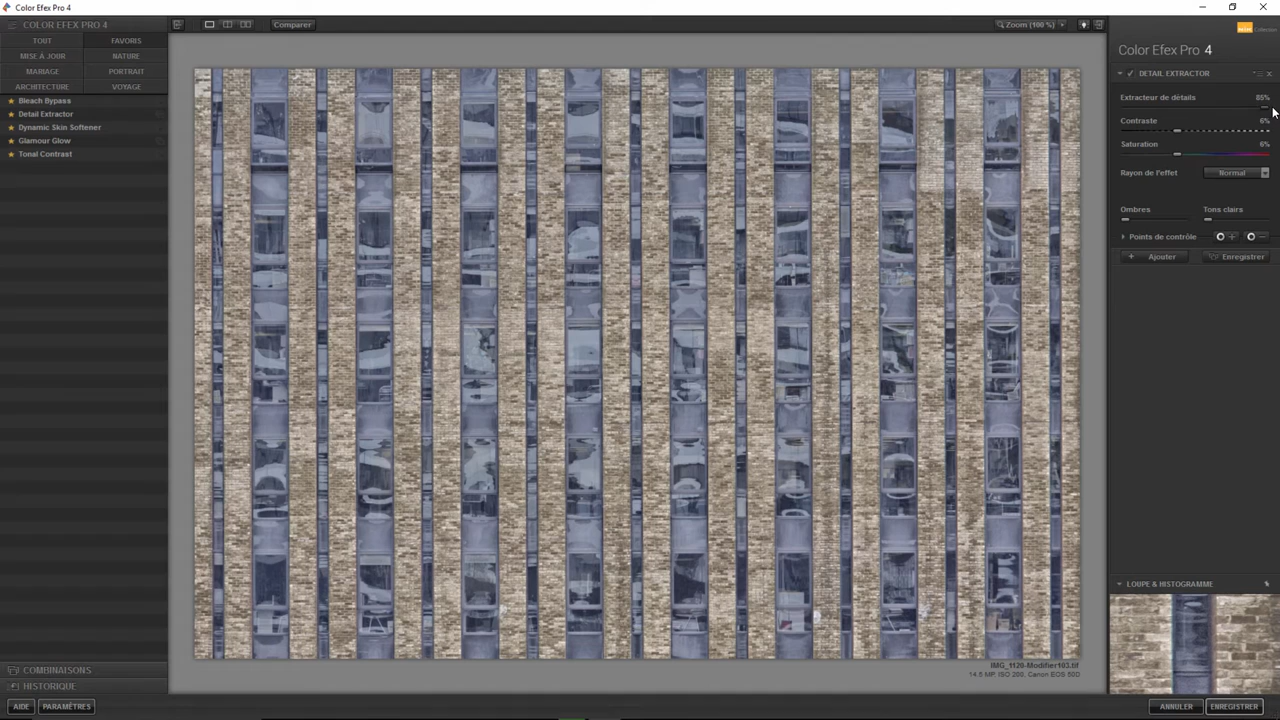 Color Efex Pro 4
COLOR EFEX PRO 4
TOUT
FAVORIS
MISE À JOUR
NATURE
MARIAGE
PORTRAIT
ARCHITECTURE
VOYAGE
Bleach Bypass
Detail Extractor
Dynamic Skin Softener
Glamour Glow
Tonal Contrast
COMBINAISONS
HISTORIQUE
AIDE
PARAMÈTRES
Comparer
Zoom (100 %)
IMG_1120-Modifier103.tif
14.5 MP, ISO 200, Canon EOS 50D
Collection
Color Efex Pro 4
DETAIL EXTRACTOR
Extracteur de détails 85%
Contraste 6%
Saturation 6%
Rayon de l'effet Normal
Ombres
Tons clairs
Points de contrôle
Ajouter
Enregistrer
LOUPE & HISTOGRAMME
ANNULER
ENREGISTRER